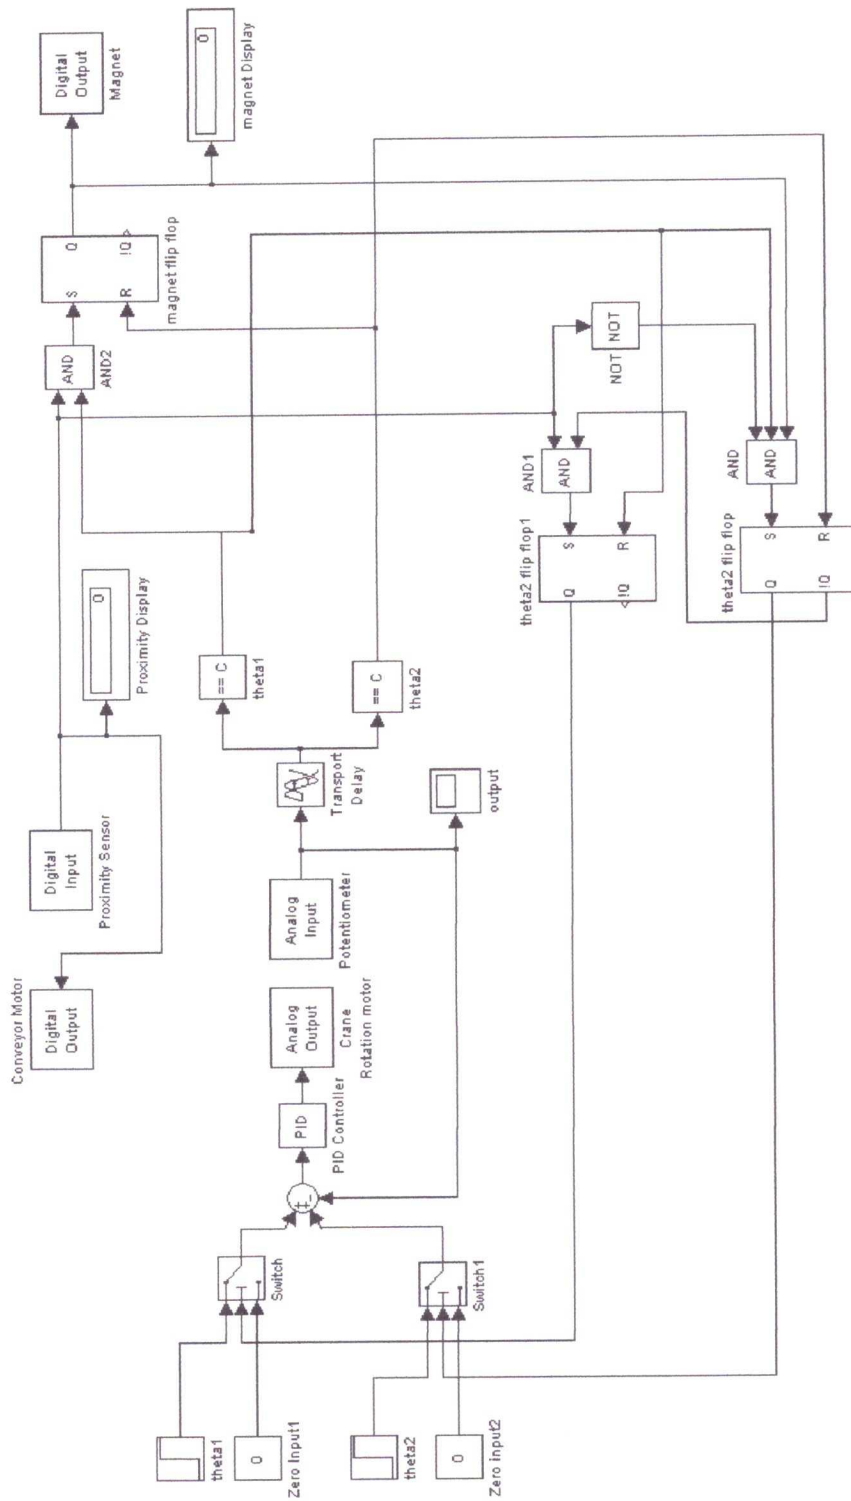 Conveyor Motor
Digital
Output
Digital
Input
Proximity Sensor
0
Proximity Display
AND
AND2
S
Q
R
!Q
magnet flip flop
Digital
Output
Magnet
0
magnet Display
theta1
0
Zero Input1
Switch
theta2
0
Zero input2
Switch1
PID
PID Controller
Analog
Output
Crane
Rotation motor
Analog
Input
Potentiometer
Transport
Delay
output
== C
theta1
== C
theta2
AND1
AND
NOT
NOT
theta2 flip flop1
Q
S
!Q
R
AND
AND
theta2 flip flop
Q
S
!Q
R